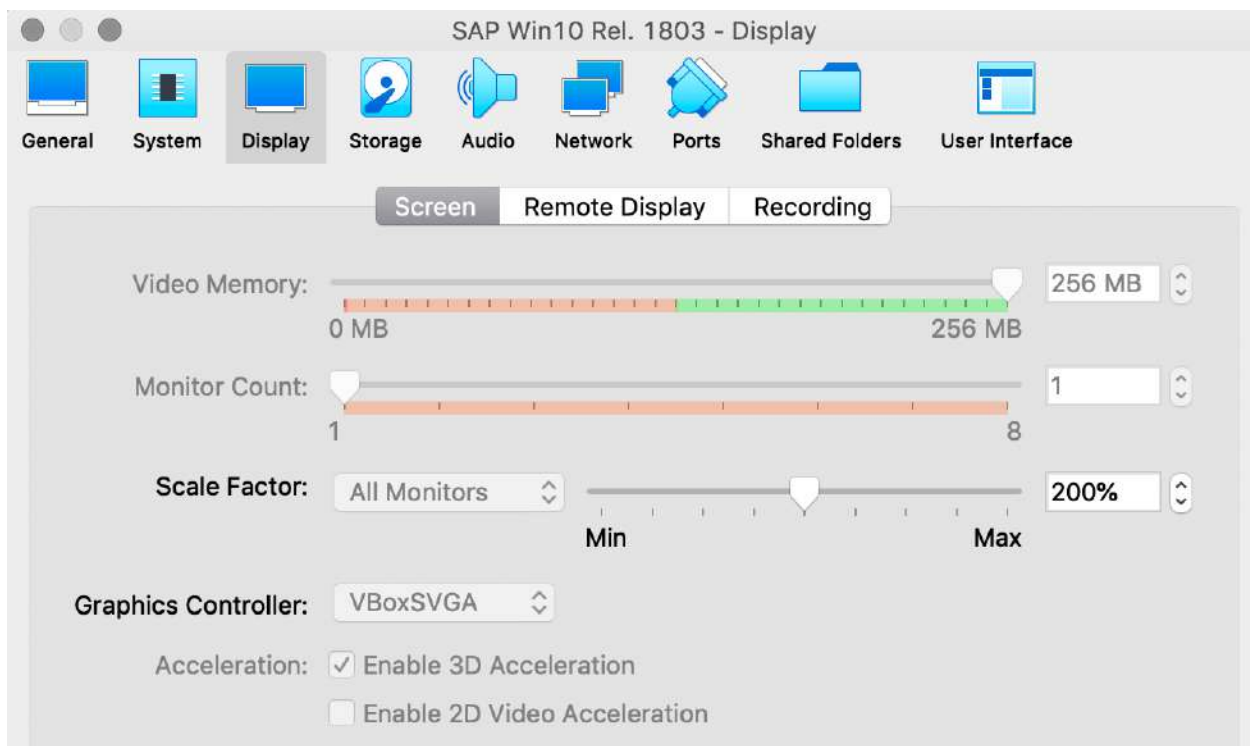 SAP Win10 Rel. 1803 - Display
General System Display Storage Audio Network Ports Shared Folders User Interface
Screen Remote Display Recording
Video Memory: 256 MB
0 MB 256 MB
Monitor Count: 1
1 8
Scale Factor: All Monitors 200%
Min Max
Graphics Controller: VBoxSVGA
Acceleration: Enable 3D Acceleration
Enable 2D Video Acceleration